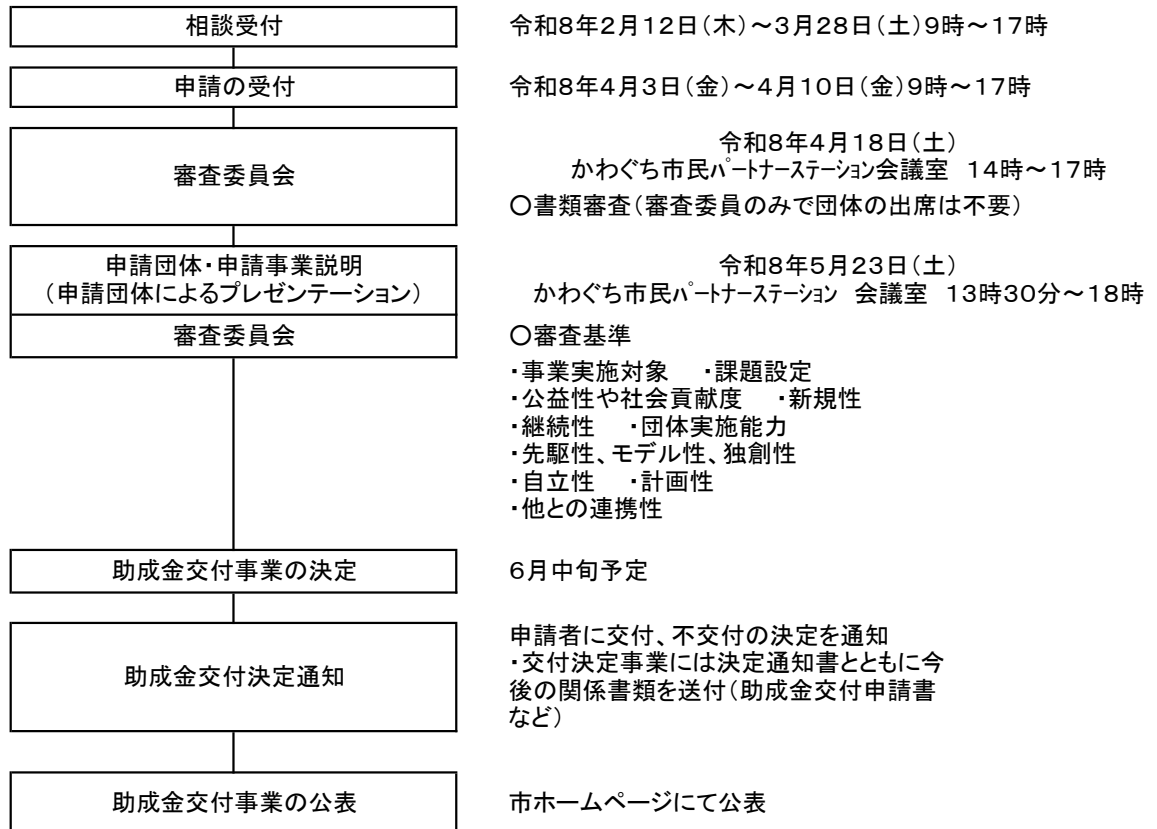 相談受付
令和8年2月12日(木)～3月28日(土)9時～17時
申請の受付
令和8年4月3日(金)～4月10日(金)9時～17時
審査委員会
令和8年4月18日(土)
かわぐち市民パートナーステーション会議室　14時～17時
○書類審査(審査委員のみで団体の出席は不要)
申請団体・申請事業説明
(申請団体によるプレゼンテーション)
令和8年5月23日(土)
かわぐち市民パートナーステーション　会議室　13時30分～18時
審査委員会
○審査基準
・事業実施対象　・課題設定
・公益性や社会貢献度　・新規性
・継続性　・団体実施能力
・先駆性、モデル性、独創性
・自立性　・計画性
・他との連携性
助成金交付事業の決定
6月中旬予定
助成金交付決定通知
申請者に交付、不交付の決定を通知
・交付決定事業には決定通知書とともに今
後の関係書類を送付(助成金交付申請書
など)
助成金交付事業の公表
市ホームページにて公表